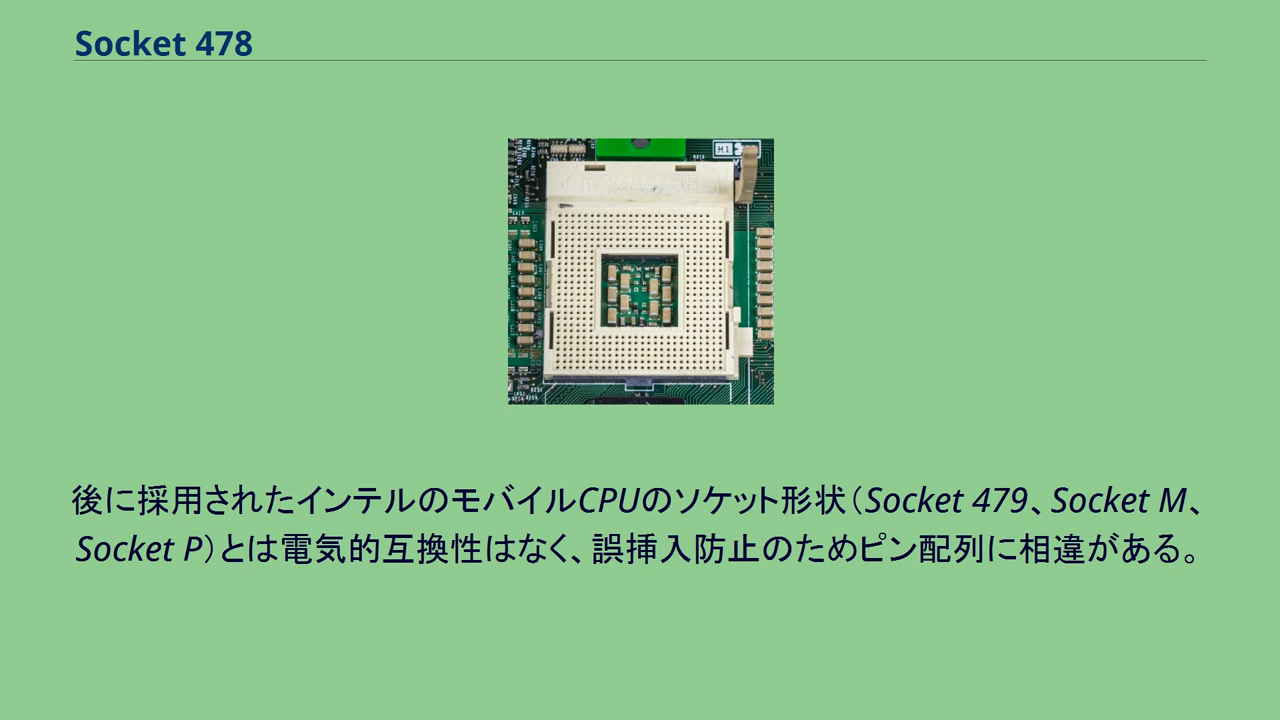 Socket 478
H1
後に採用されたインテルのモバイルCPUのソケット形状（Socket 479、Socket M、
Socket P）とは電気的互換性はなく、誤挿入防止のためピン配列に相違がある。